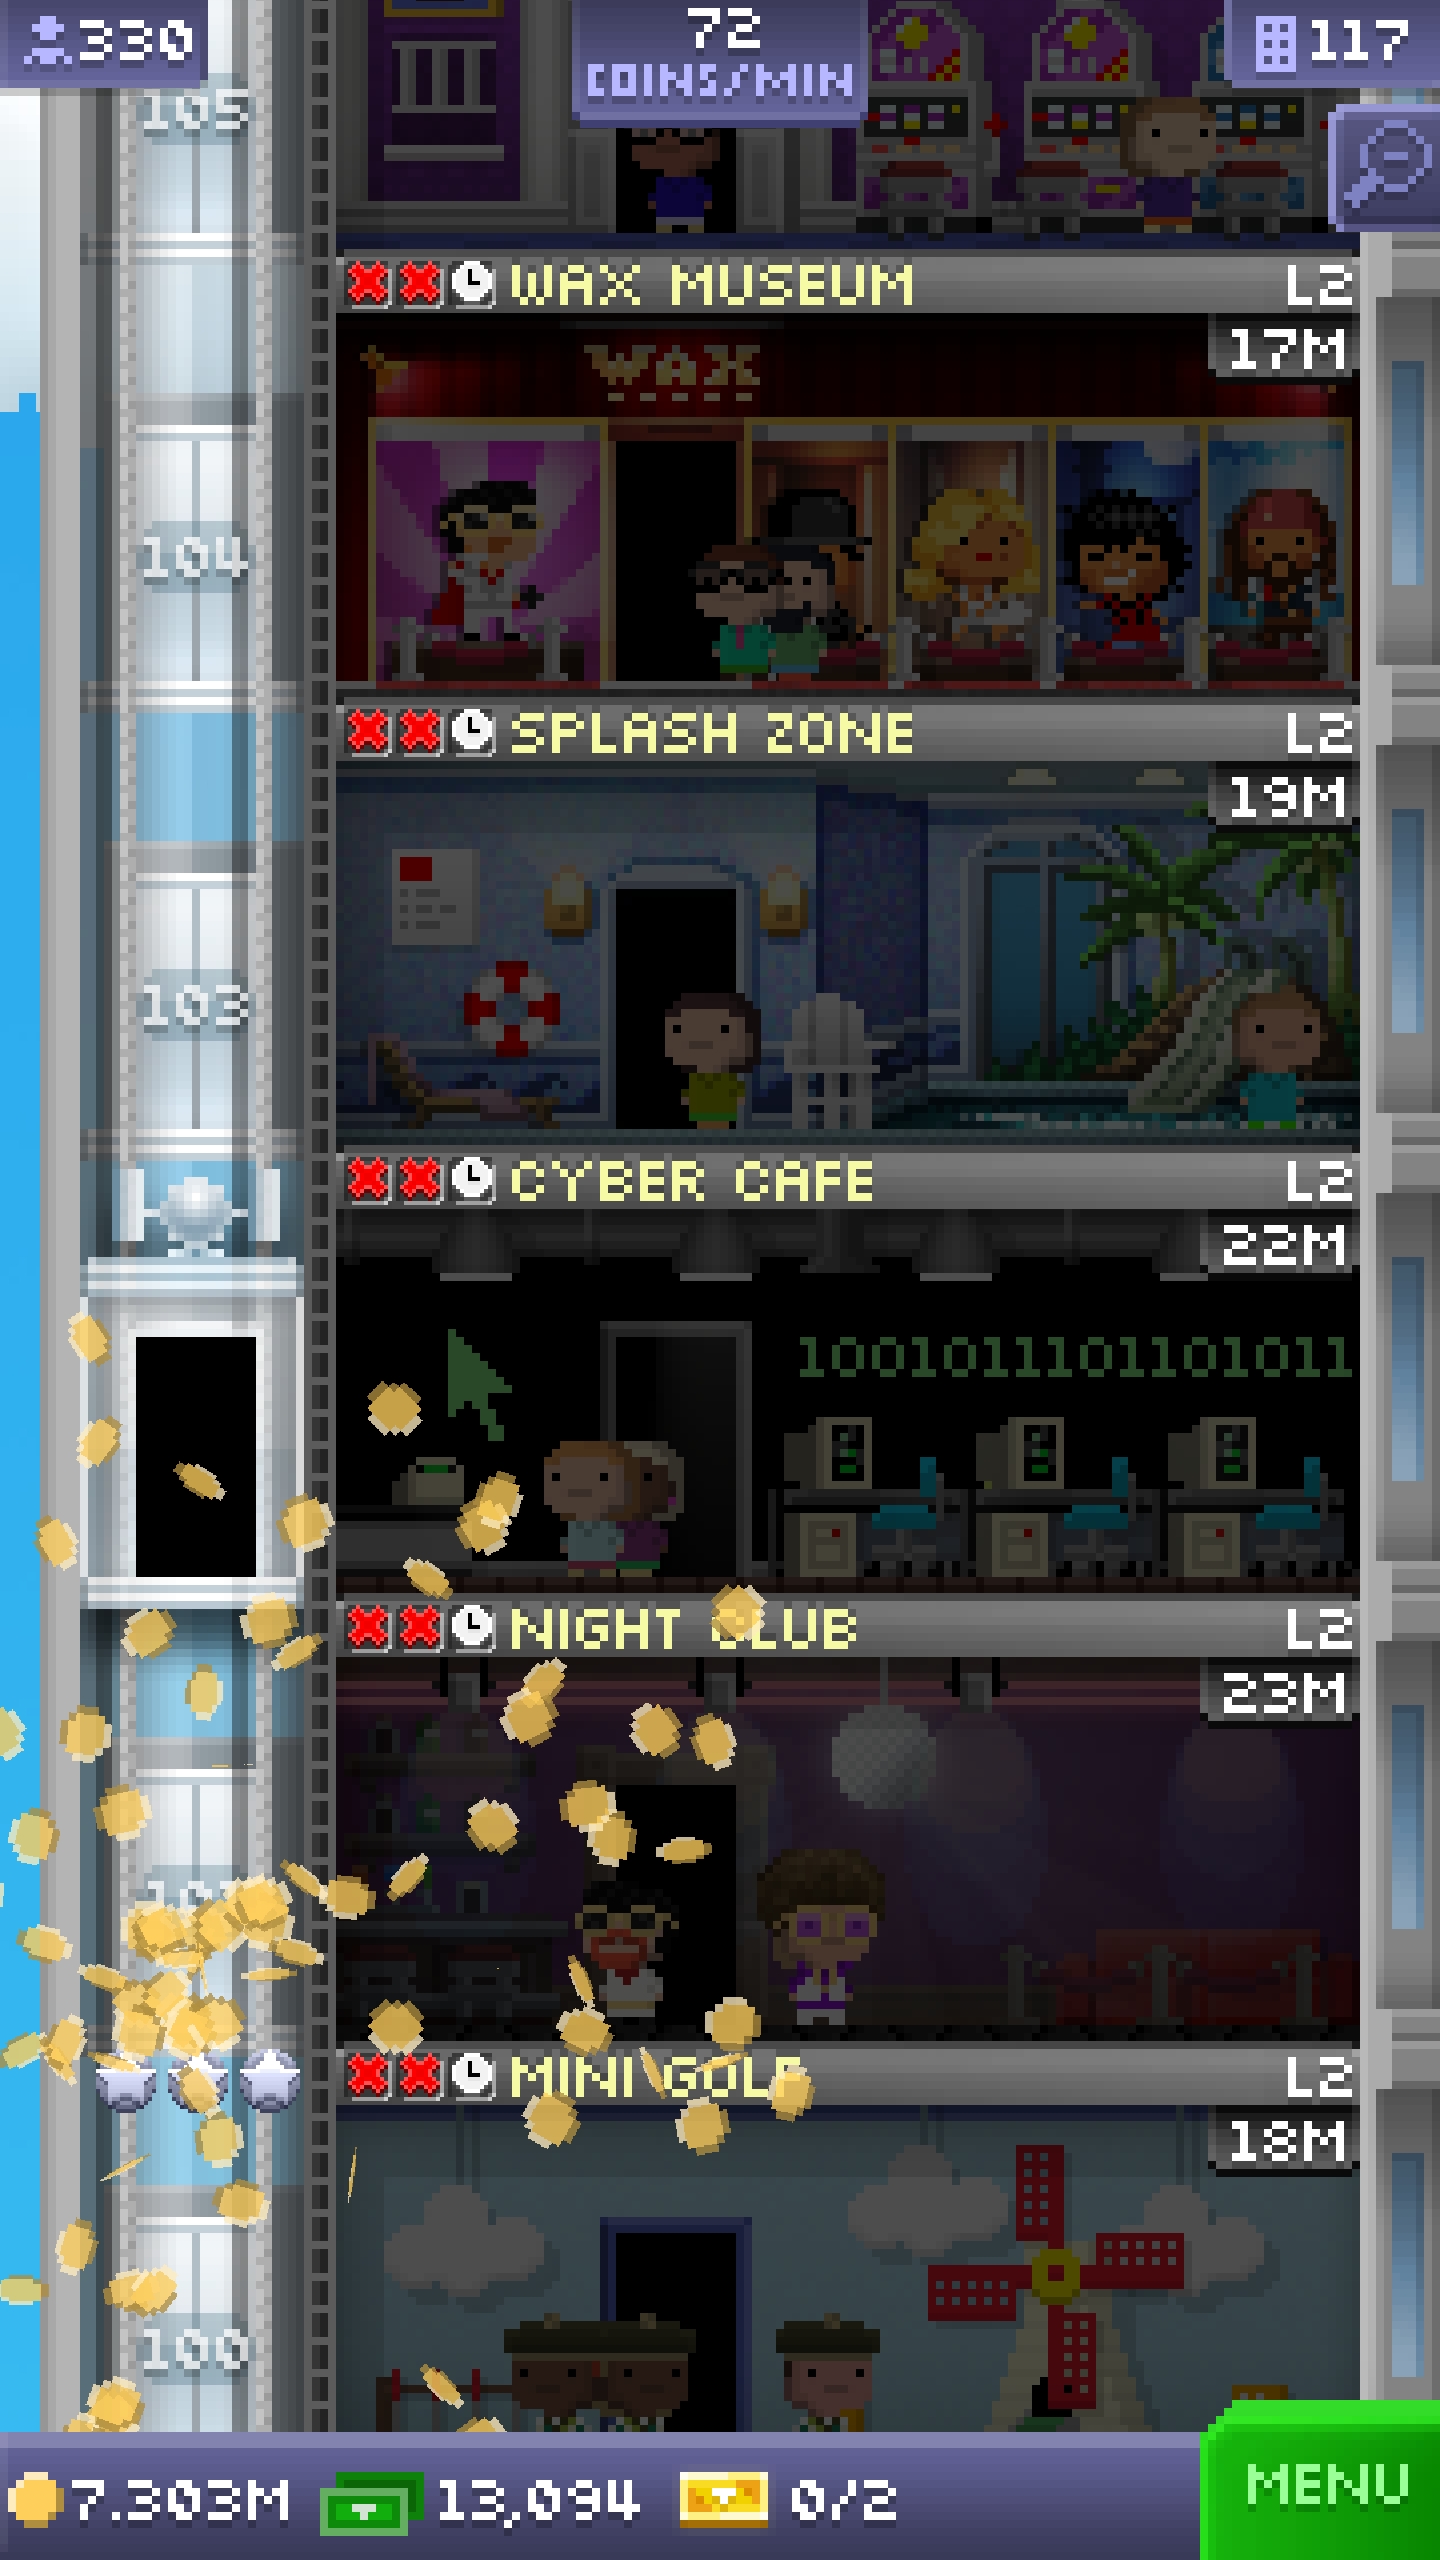 330
72
COINS/MIN
117
105
WAX MUSEUM L2
17M
WAX
104
SPLASH ZONE L2
19M
103
CYBER CAFE L2
22M
1001011101101011
NIGHT CLUB L2
23M
MINI GOLF L2
18M
100
7.303M 13,094 0/2
MENU